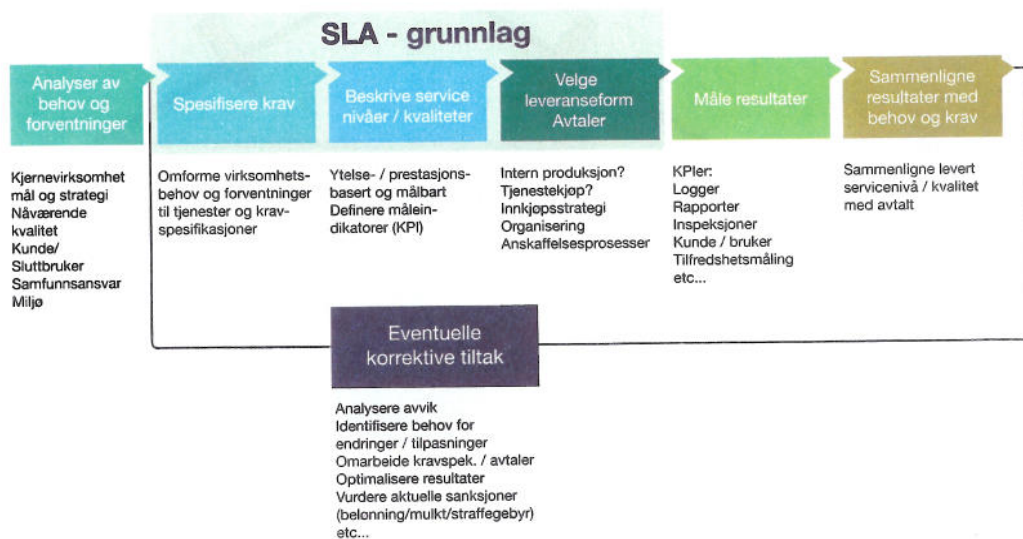 SLA - grunnlag
Analyser av
behov og
forventninger
Spesifisere krav
Beskrive service
nivåer / kvaliteter
Velge
leveranseform
Avtaler
Måle resultater
Sammenligne
resultater med
behov og krav
Kjernevirksomhet
mål og strategi
Nåværende
kvalitet
Kunde/
Sluttbruker
Samfunnsansvar
Miljø
Omforme virksomhets-
behov og forventninger
til tjenester og krav-
spesifikasjoner
Ytelse- / prestasjons-
basert og målbart
Definere målein-
dikatorer (KPI)
Intern produksjon?
Tjenestekjøp?
Innkjøpsstrategi
Organisering
Anskaffelsesprosesser
KPIer:
Logger
Rapporter
Inspeksjoner
Kunde / bruker
Tilfredshetsmåling
etc...
Sammenligne levert
servicenivå / kvalitet
med avtalt
Eventuelle
korrektive tiltak
Analysere avvik
Identifisere behov for
endringer / tilpasninger
Omarbeide kravspek. / avtaler
Optimalisere resultater
Vurdere aktuelle sanksjoner
(belønning/mulkt/straffegebyr)
etc...